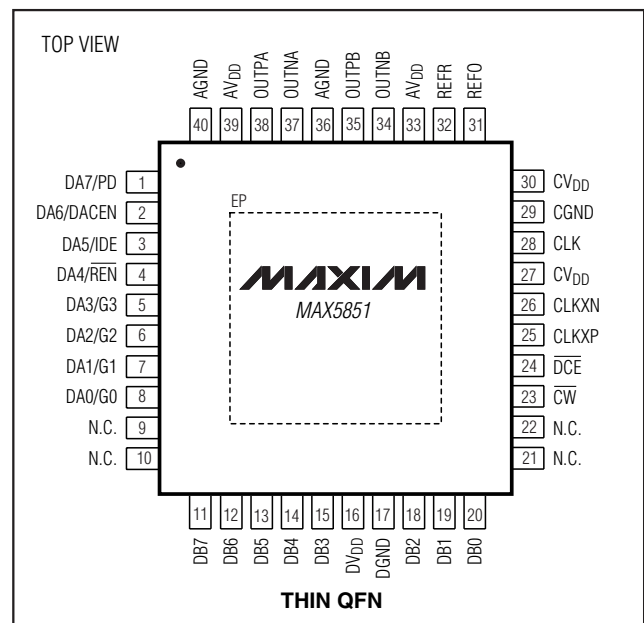 TOP VIEW
AGND
AVDD
OUTPA
OUTNA
AGND
OUTPB
OUTNB
AVDD
REFR
REFO
40 39 38 37 36 35 34 33 32 31
DA7/PD 1
DA6/DACEN 2
DA5/IDE 3
DA4/R̅E̅N̅ 4
DA3/G3 5
DA2/G2 6
DA1/G1 7
DA0/G0 8
N.C. 9
N.C. 10
EP
MAXIM
MAX5851
30 CVDD
29 CGND
28 CLK
27 CVDD
26 CLKXN
25 CLKXP
24 D̅C̅E̅
23 C̅W̅
22 N.C.
21 N.C.
11 12 13 14 15 16 17 18 19 20
DB7
DB6
DB5
DB4
DB3
DVDD
DGND
DB2
DB1
DB0
THIN QFN